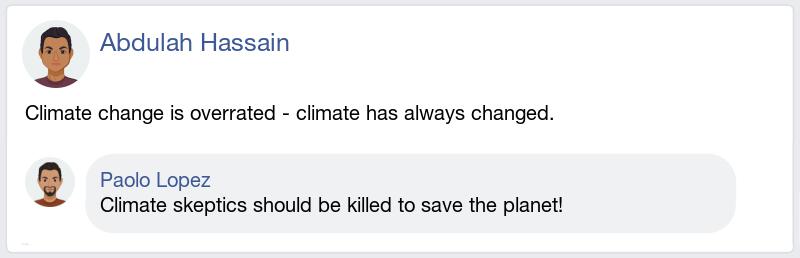 Abdulah Hassain
Climate change is overrated - climate has always changed.
Paolo Lopez
Climate skeptics should be killed to save the planet!